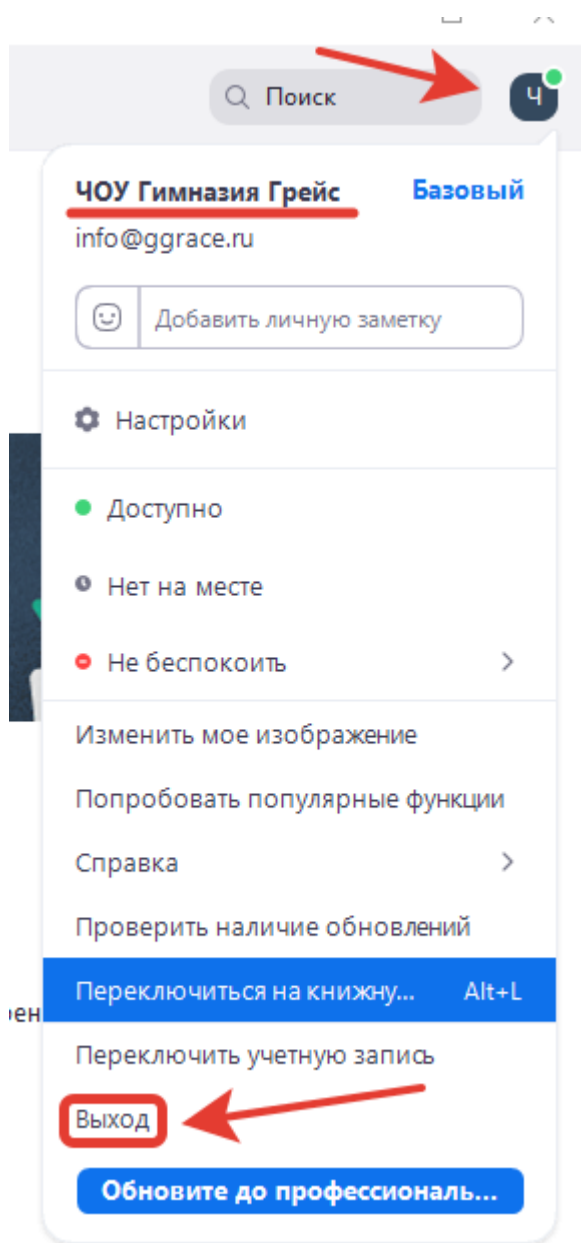 Поиск
Ч
ЧОУ Гимназия Грейс Базовый
info@ggrace.ru
Добавить личную заметку
Настройки
Доступно
Нет на месте
Не беспокоить
Изменить мое изображение
Попробовать популярные функции
Справка
Проверить наличие обновлений
Переключиться на книжну... Alt+L
ен
Переключить учетную запись
Выход
Обновите до профессиональ...